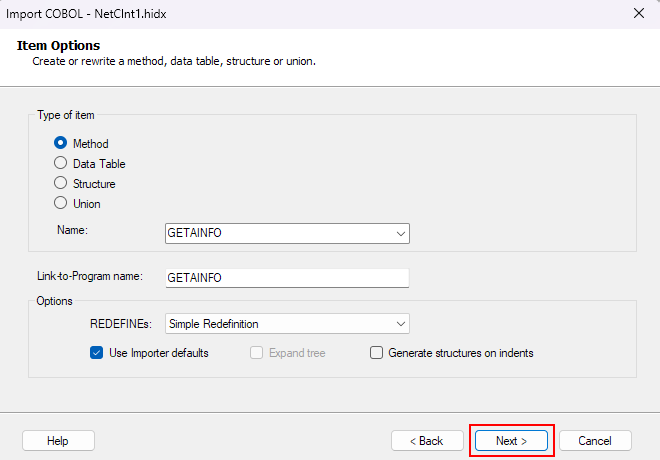 Import COBOL - NetCInt1.hidx
Item Options
Create or rewrite a method, data table, structure or union.
Type of item
Method
Data Table
Structure
Union
Name: GETAINFO
Link-to-Program name: GETAINFO
Options
REDEFINEs: Simple Redefinition
Use Importer defaults Expand tree Generate structures on indents
Help < Back Next > Cancel